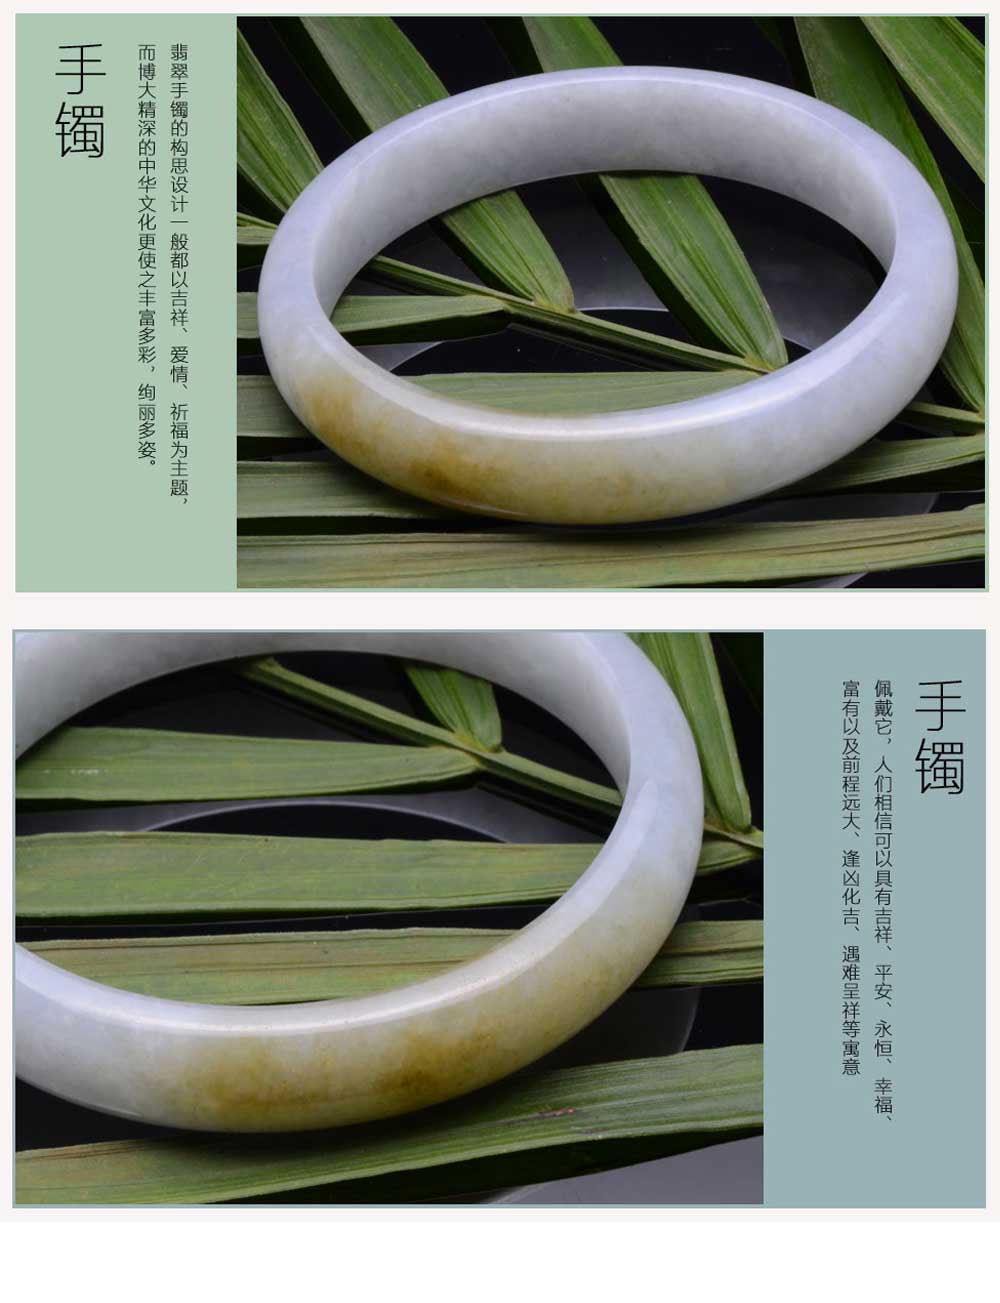 手镯
翡翠手镯的构思设计一般都以吉祥、爱情、祈福为主题，
而博大精深的中华文化更使之丰富多彩，绚丽多姿。
手镯
佩戴它，人们相信可以具有吉祥、平安、永恒、幸福、
富有以及前程远大、逢凶化吉、遇难呈祥等寓意